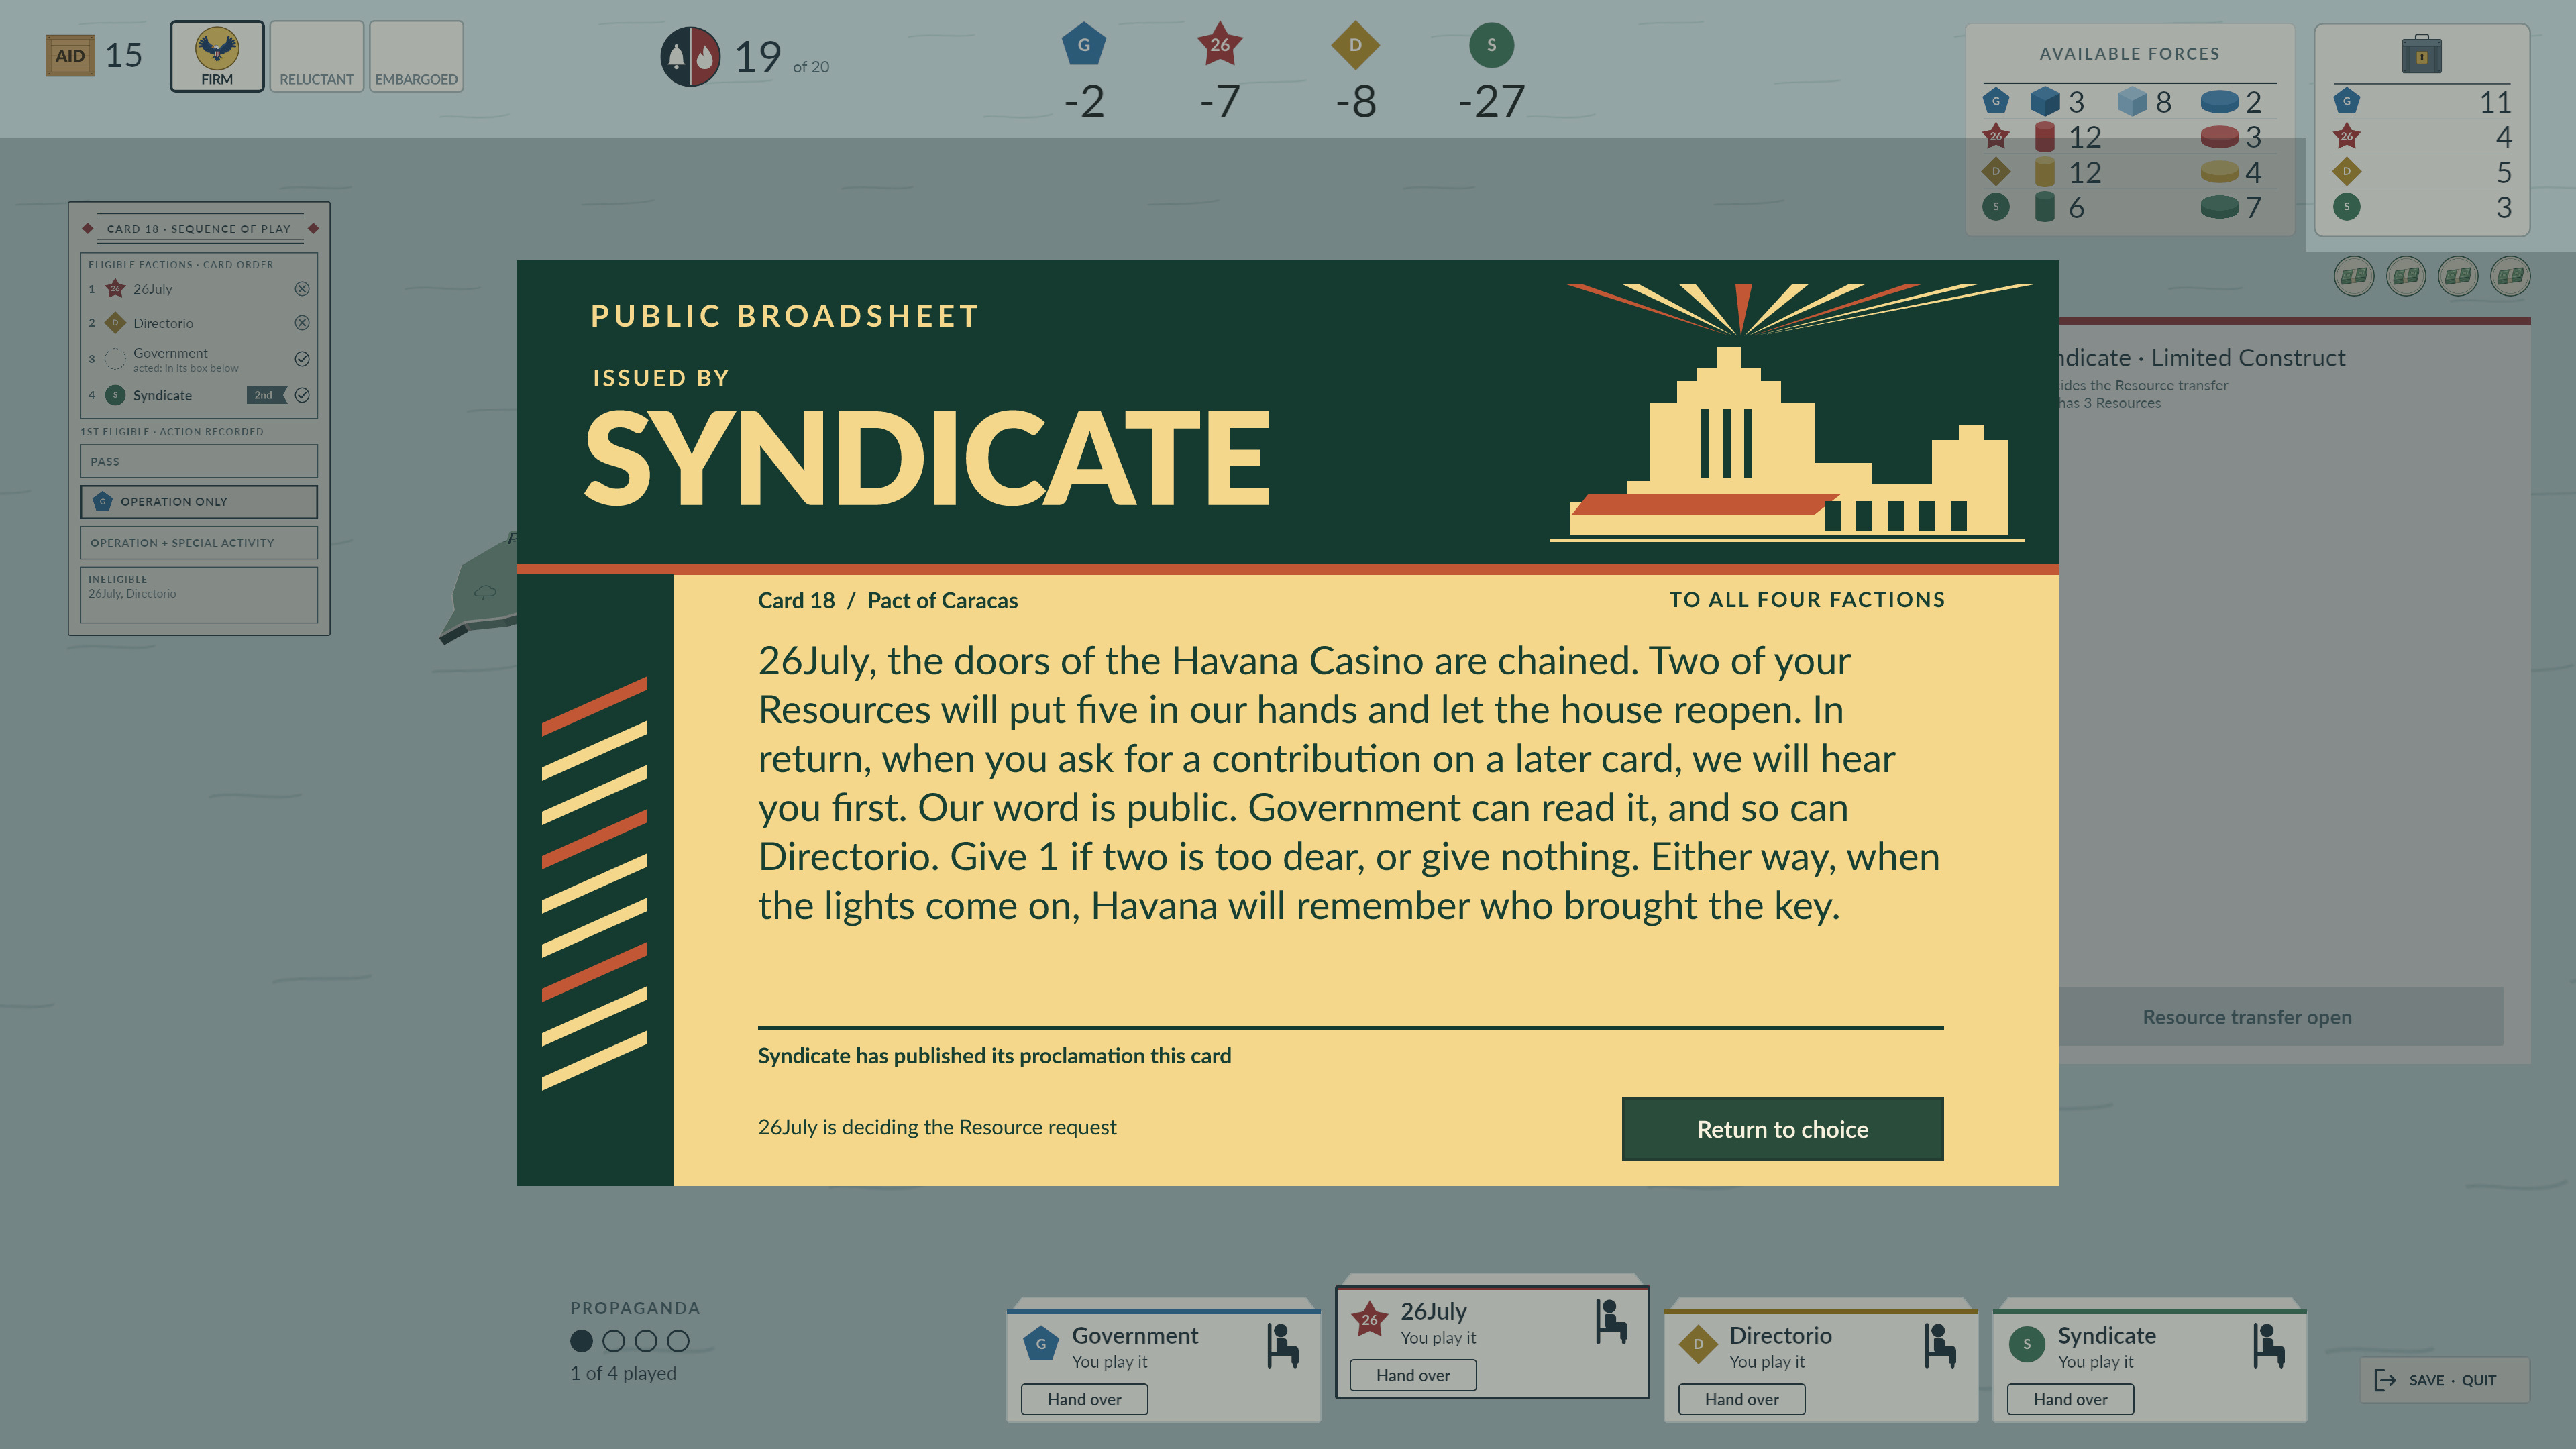 AID 15
FIRM
RELUCTANT
EMBARGOED
19 of 20
G 26 D S
-2 -7 -8 -27
AVAILABLE FORCES
G 3 8 2
26 12 3
D 12 4
S 6 7
G 11
26 4
D 5
S 3
CARD 18 · SEQUENCE OF PLAY
ELIGIBLE FACTIONS · CARD ORDER
1 26 26July
2 D Directorio
3 Government
acted: in its box below
4 S Syndicate 2nd
1ST ELIGIBLE · ACTION RECORDED
PASS
G OPERATION ONLY
OPERATION + SPECIAL ACTIVITY
INELIGIBLE
26July, Directorio
PUBLIC BROADSHEET
ISSUED BY
SYNDICATE
Card 18 / Pact of Caracas
TO ALL FOUR FACTIONS
26July, the doors of the Havana Casino are chained. Two of your
Resources will put five in our hands and let the house reopen. In
return, when you ask for a contribution on a later card, we will hear
you first. Our word is public. Government can read it, and so can
Directorio. Give 1 if two is too dear, or give nothing. Either way, when
the lights come on, Havana will remember who brought the key.
Syndicate has published its proclamation this card
26July is deciding the Resource request
Return to choice
· Limited Construct
the Resource transfer
has 3 Resources
Resource transfer open
PROPAGANDA
1 of 4 played
G Government
You play it
Hand over
26 26July
You play it
Hand over
D Directorio
You play it
Hand over
S Syndicate
You play it
Hand over
SAVE · QUIT